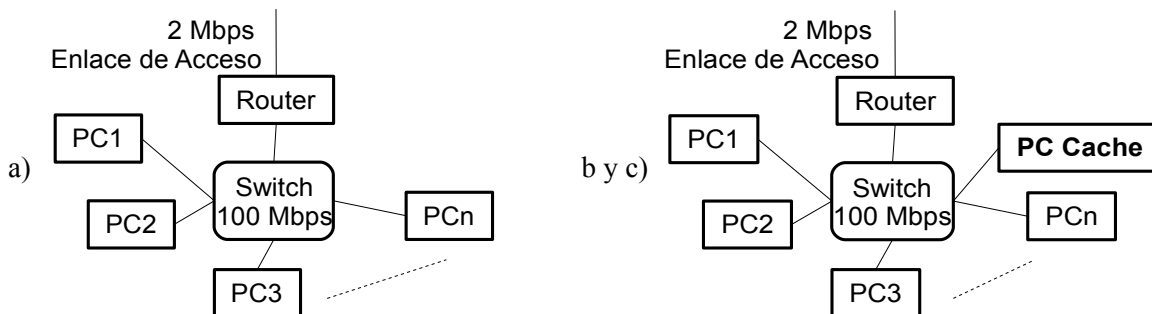 a)
2 Mbps
Enlace de Acceso
Router
PC1
Switch
100 Mbps
PC2
PCn
PC3
b y c)
2 Mbps
Enlace de Acceso
Router
PC1
PC Cache
Switch
100 Mbps
PC2
PCn
PC3